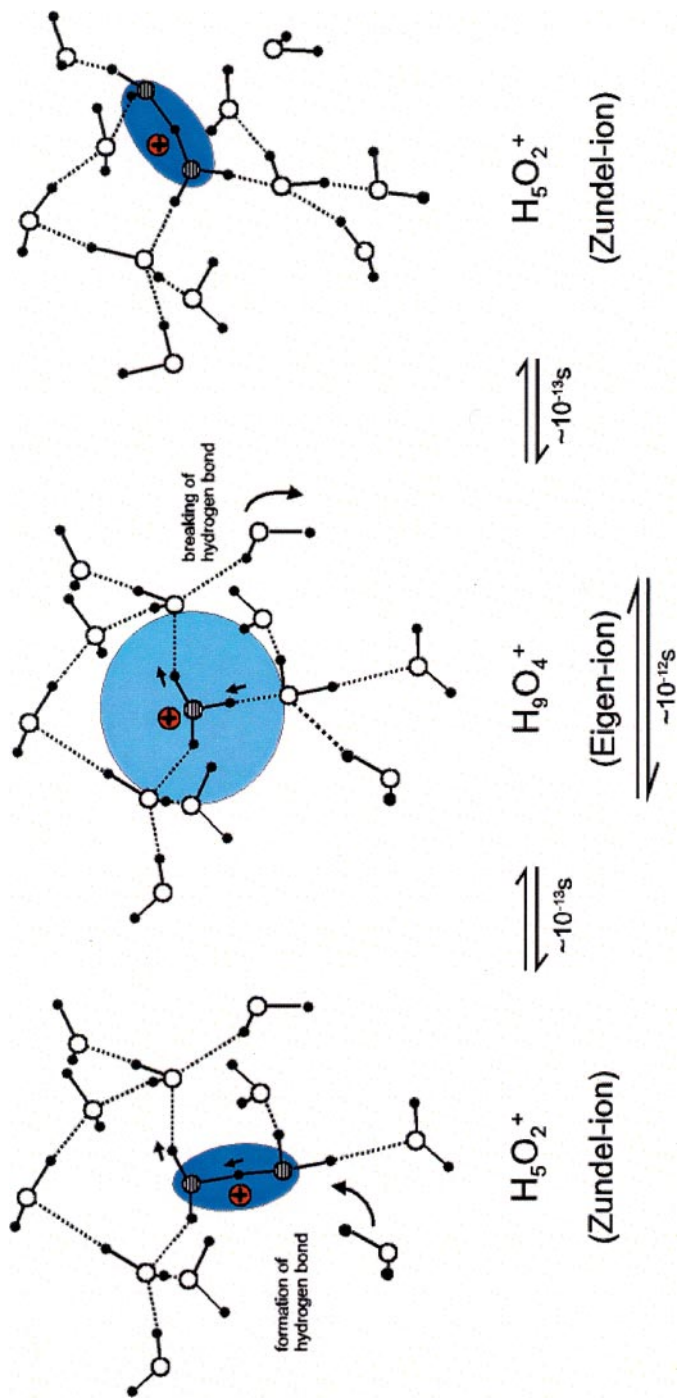 formation of
hydrogen bond
+
H₅O₂⁺
(Zundel-ion)
~10⁻¹³s
breaking of
hydrogen bond
+
H₉O₄⁺
(Eigen-ion)
~10⁻¹²s
~10⁻¹³s
+
H₅O₂⁺
(Zundel-ion)